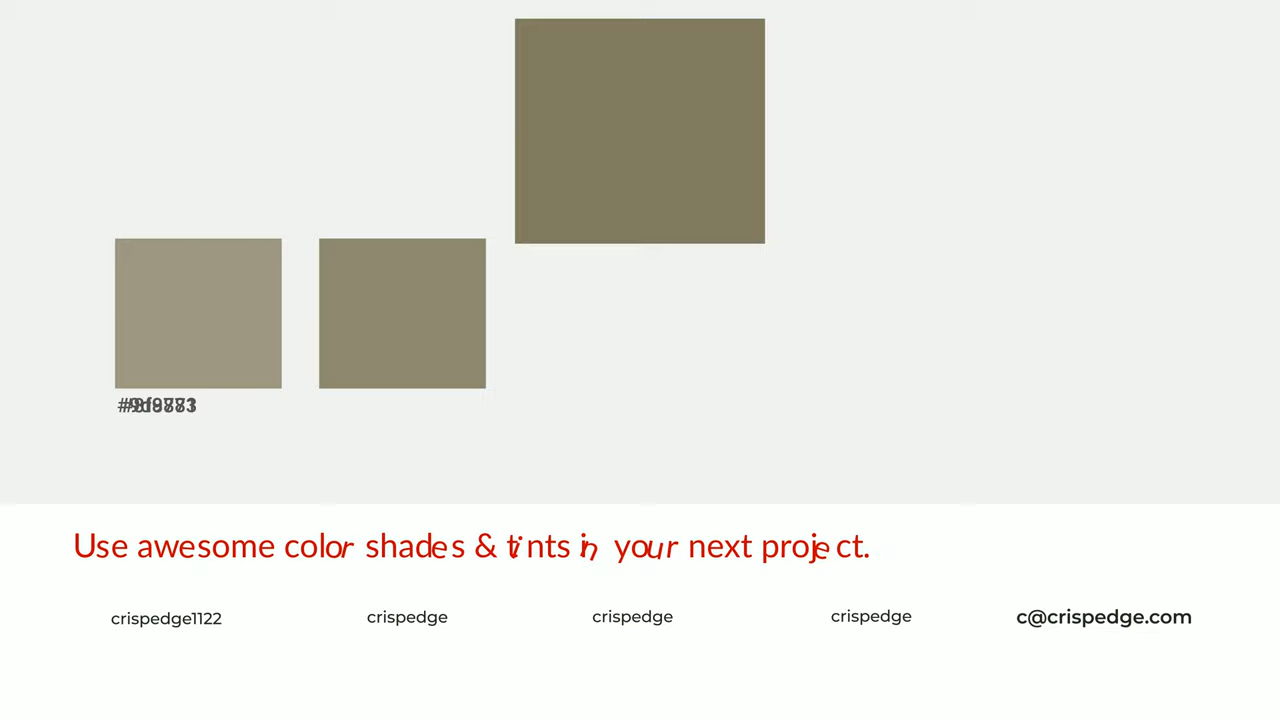 Use awesome color shades & tints in your next project.
crispedge1122 crispedge crispedge crispedge c@crispedge.com